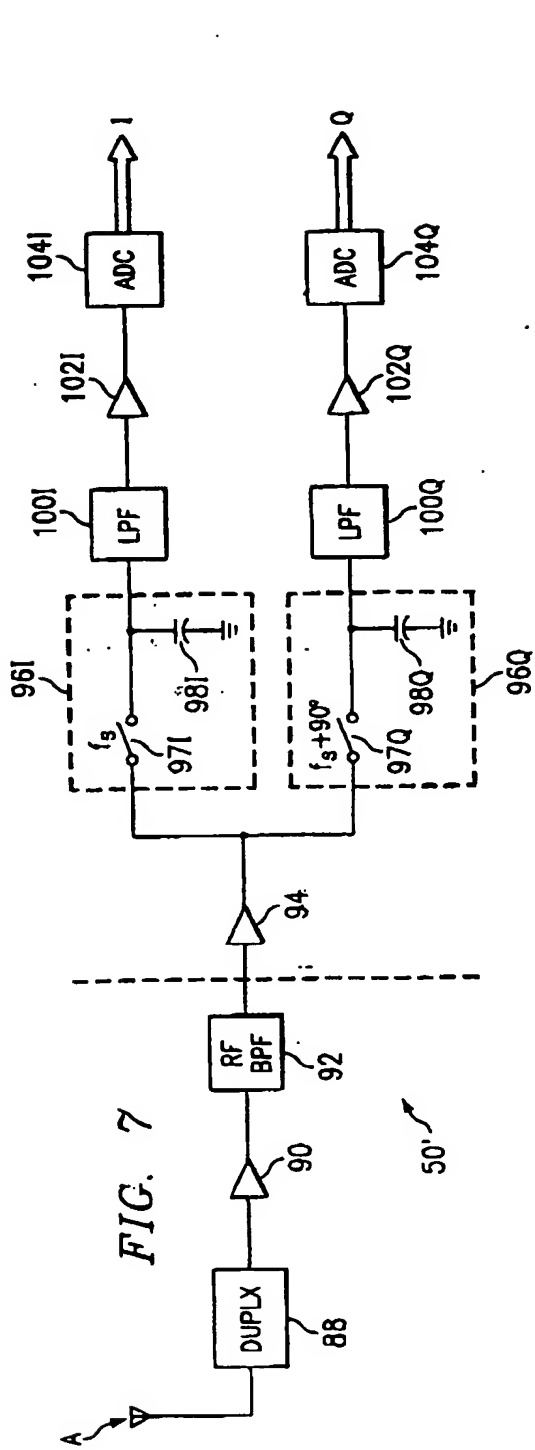 FIG. 7
A
DUPLX
88
90
RF
BPF
92
50'
94
96I
fs
97I
98I
LPF
100I
102I
ADC
104I
I
96Q
fs+90°
97Q
98Q
LPF
100Q
102Q
ADC
104Q
Q